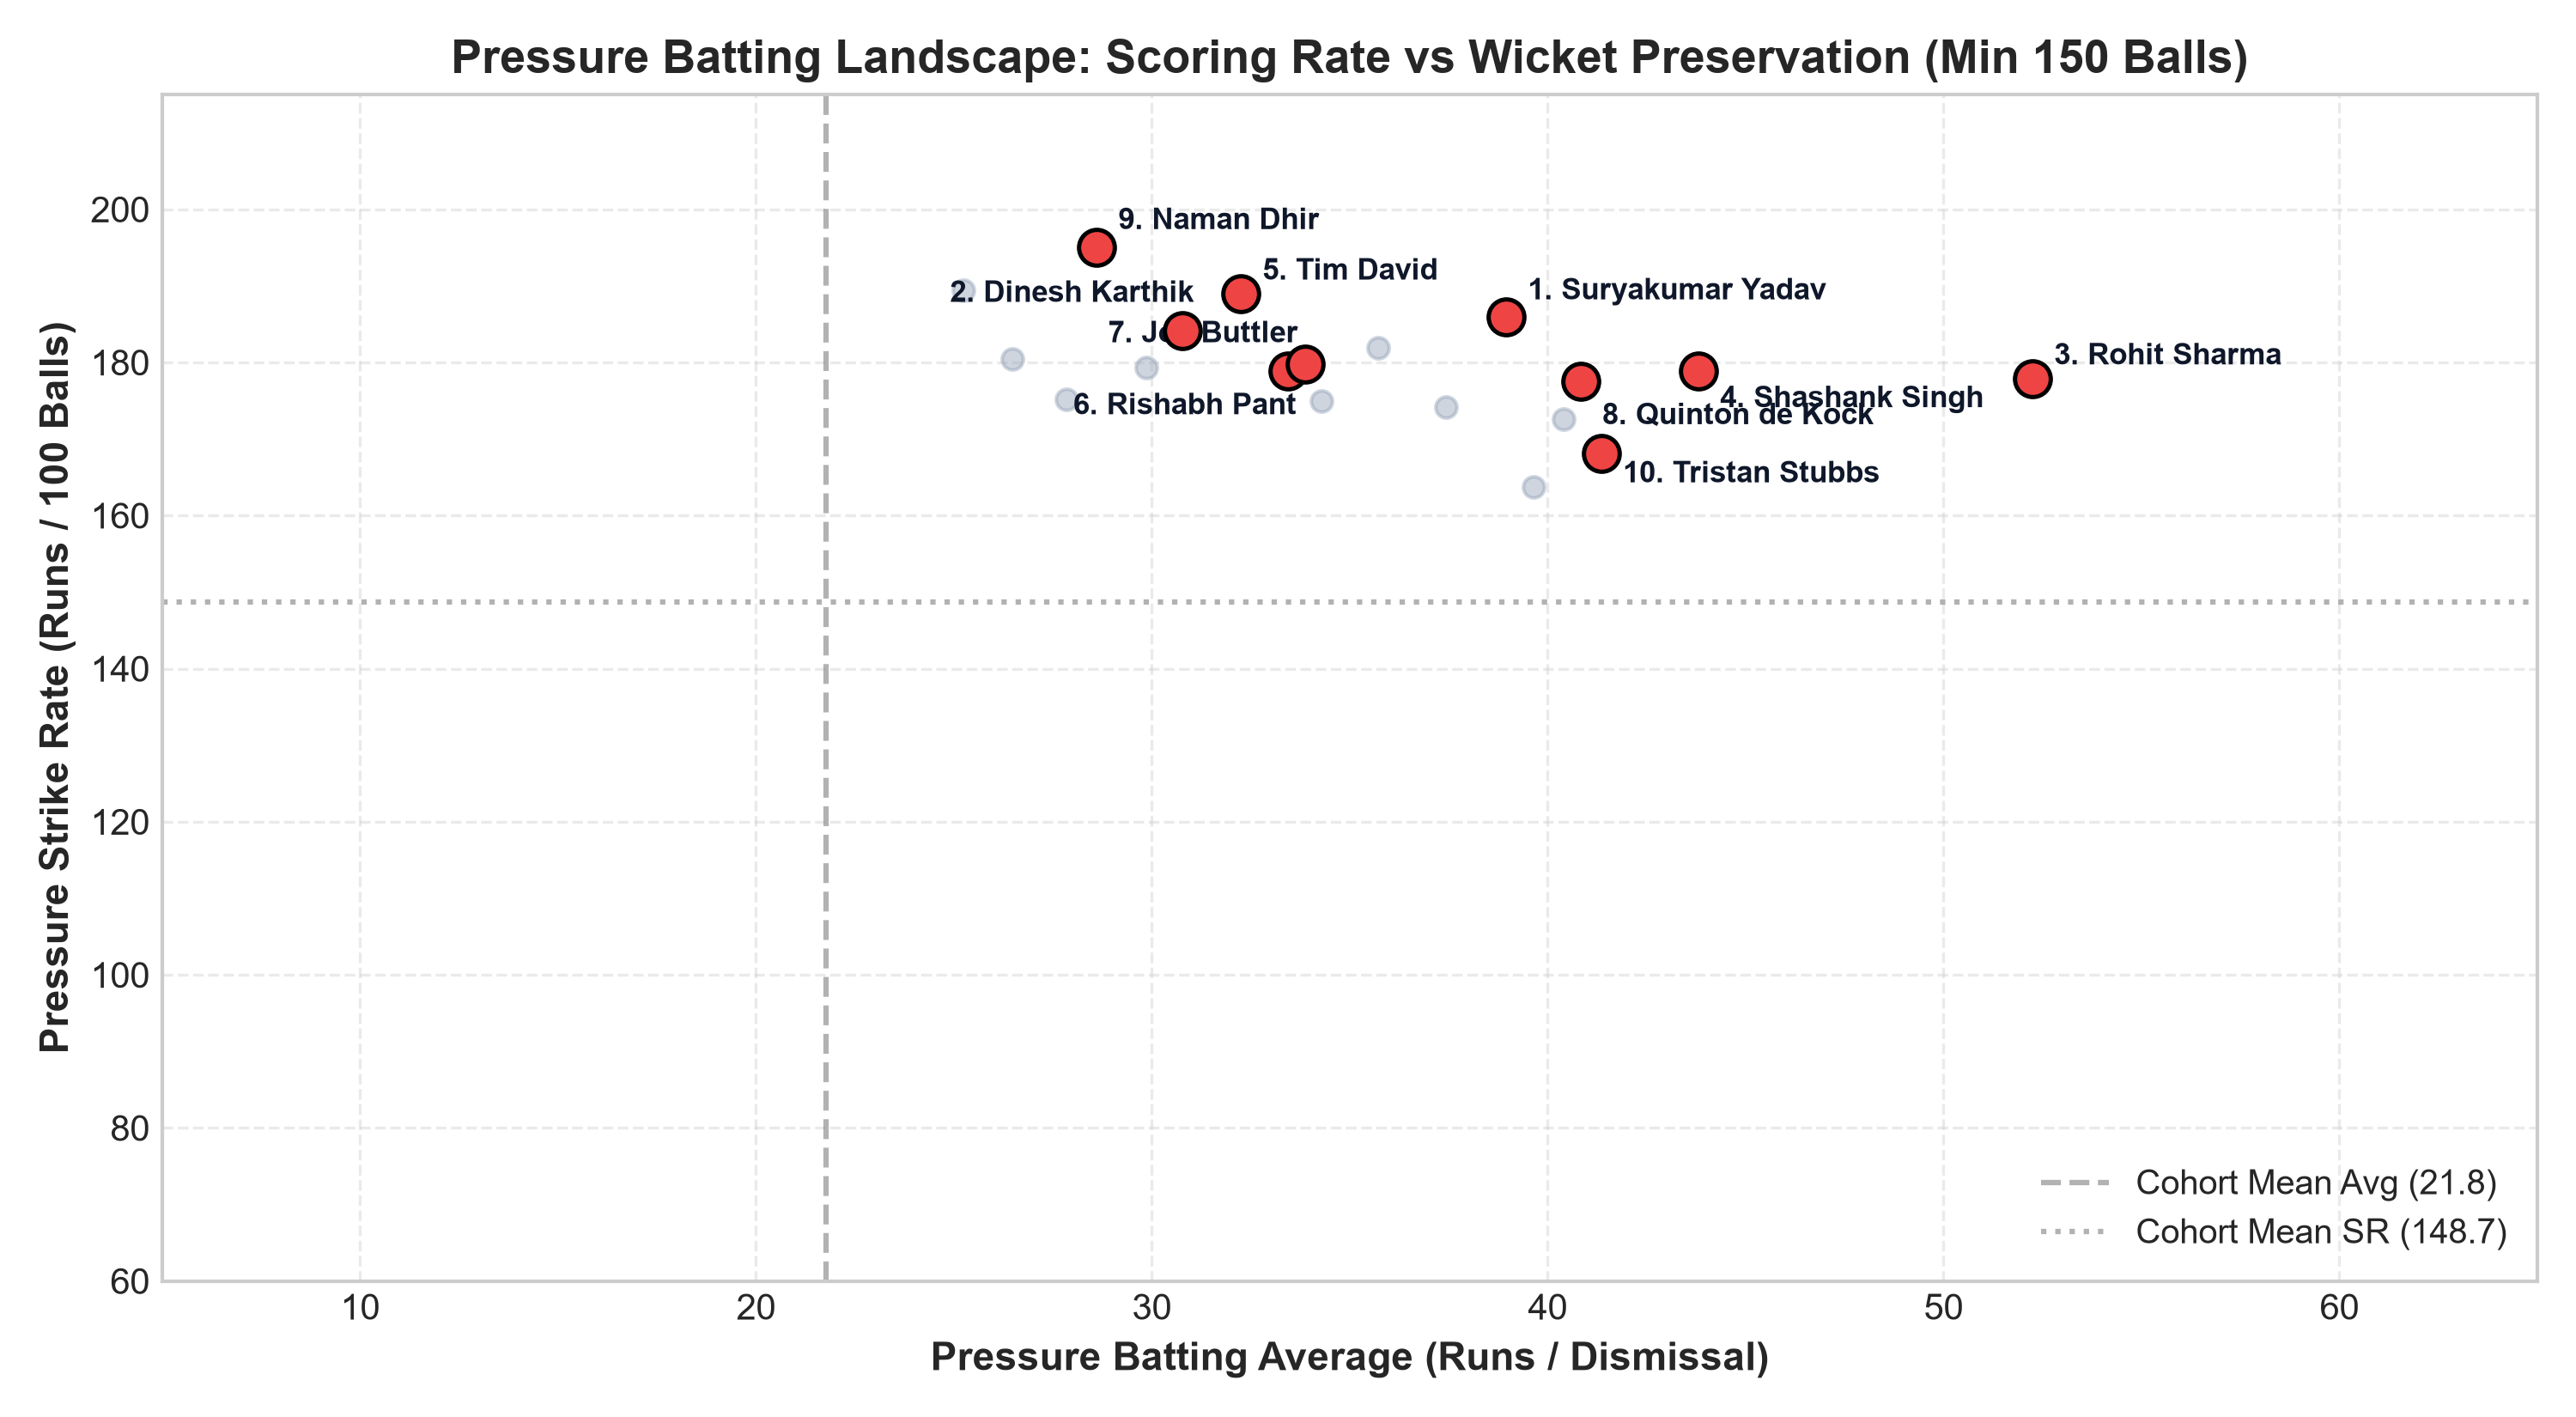 Pressure Batting Landscape: Scoring Rate vs Wicket Preservation (Min 150 Balls)
Pressure Strike Rate (Runs / 100 Balls)
200
180
160
140
120
100
80
60
9. Naman Dhir
5. Tim David
2. Dinesh Karthik
1. Suryakumar Yadav
7. J Buttler
3. Rohit Sharma
4. Shashank Singh
6. Rishabh Pant
8. Quinton de Kock
10. Tristan Stubbs
Cohort Mean Avg (21.8)
Cohort Mean SR (148.7)
10
20
30
40
50
60
Pressure Batting Average (Runs / Dismissal)